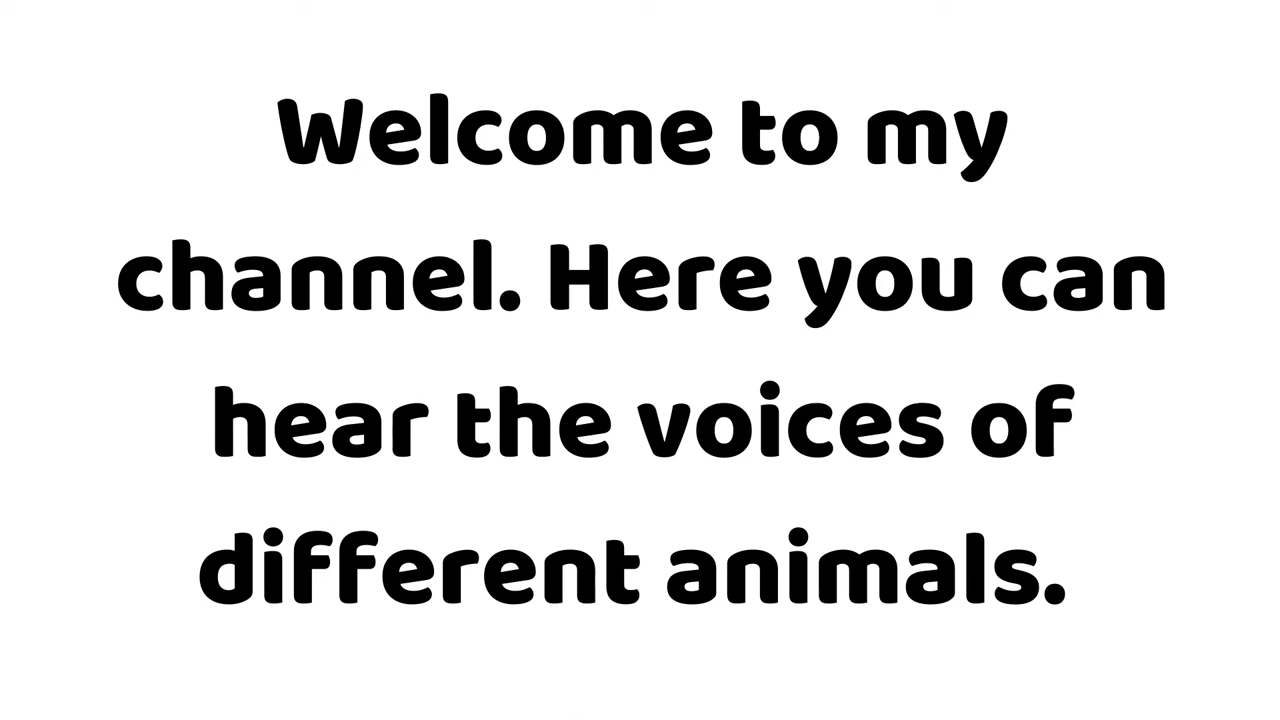 Welcome to my
channel. Here you can
hear the voices of
different animals.